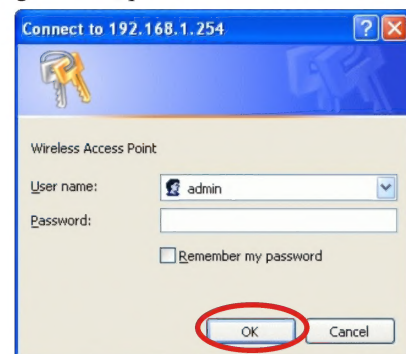 Connect to 192.168.1.254
Wireless Access Point
User name:
admin
Password:
Remember my password
OK
Cancel